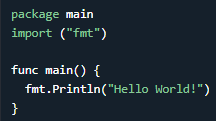 package main
import ("fmt")

func main() {
  fmt.Println("Hello World!")
}